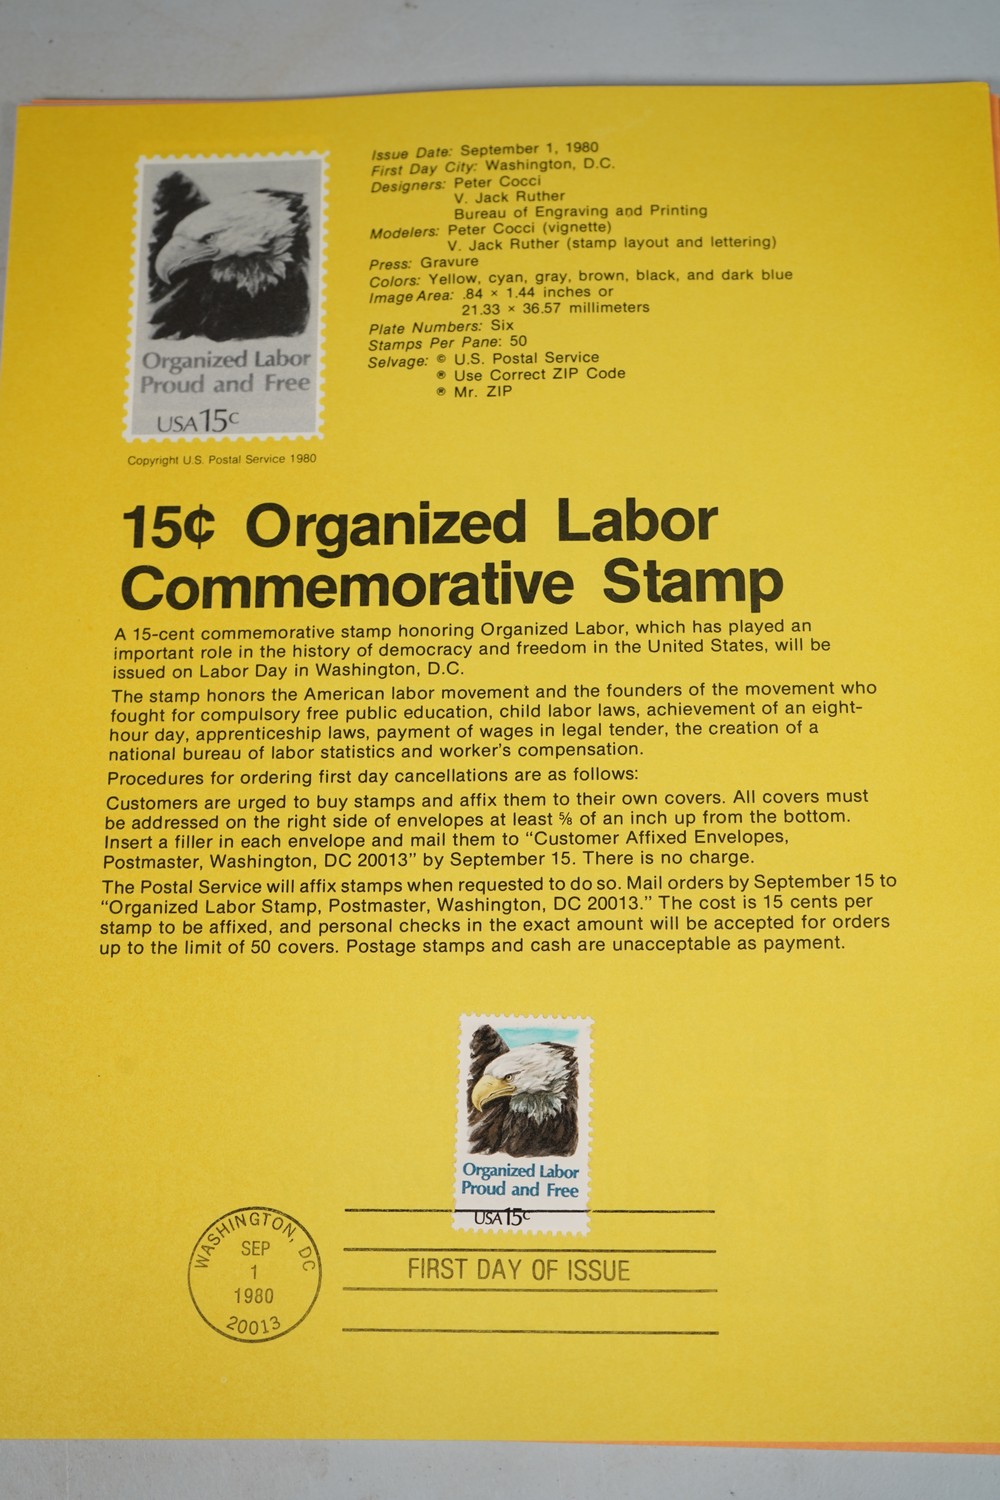 Organized Labor
Proud and Free
USA 15c
Copyright U.S. Postal Service 1980
Issue Date: September 1, 1980
First Day City: Washington, D.C.
Designers: Peter Cocci
V. Jack Ruther
Bureau of Engraving and Printing
Modelers: Peter Cocci (vignette)
V. Jack Ruther (stamp layout and lettering)
Press: Gravure
Colors: Yellow, cyan, gray, brown, black, and dark blue
Image Area: .84 × 1.44 inches or
21.33 × 36.57 millimeters
Plate Numbers: Six
Stamps Per Pane: 50
Selvage: © U.S. Postal Service
® Use Correct ZIP Code
® Mr. ZIP
15¢ Organized Labor
Commemorative Stamp
A 15-cent commemorative stamp honoring Organized Labor, which has played an
important role in the history of democracy and freedom in the United States, will be
issued on Labor Day in Washington, D.C.
The stamp honors the American labor movement and the founders of the movement who
fought for compulsory free public education, child labor laws, achievement of an eight-
hour day, apprenticeship laws, payment of wages in legal tender, the creation of a
national bureau of labor statistics and worker's compensation.
Procedures for ordering first day cancellations are as follows:
Customers are urged to buy stamps and affix them to their own covers. All covers must
be addressed on the right side of envelopes at least ⅝ of an inch up from the bottom.
Insert a filler in each envelope and mail them to "Customer Affixed Envelopes,
Postmaster, Washington, DC 20013" by September 15. There is no charge.
The Postal Service will affix stamps when requested to do so. Mail orders by September 15 to
"Organized Labor Stamp, Postmaster, Washington, DC 20013." The cost is 15 cents per
stamp to be affixed, and personal checks in the exact amount will be accepted for orders
up to the limit of 50 covers. Postage stamps and cash are unacceptable as payment.
Organized Labor
Proud and Free
USA 15c
WASHINGTON, DC
SEP
1
1980
20013
FIRST DAY OF ISSUE